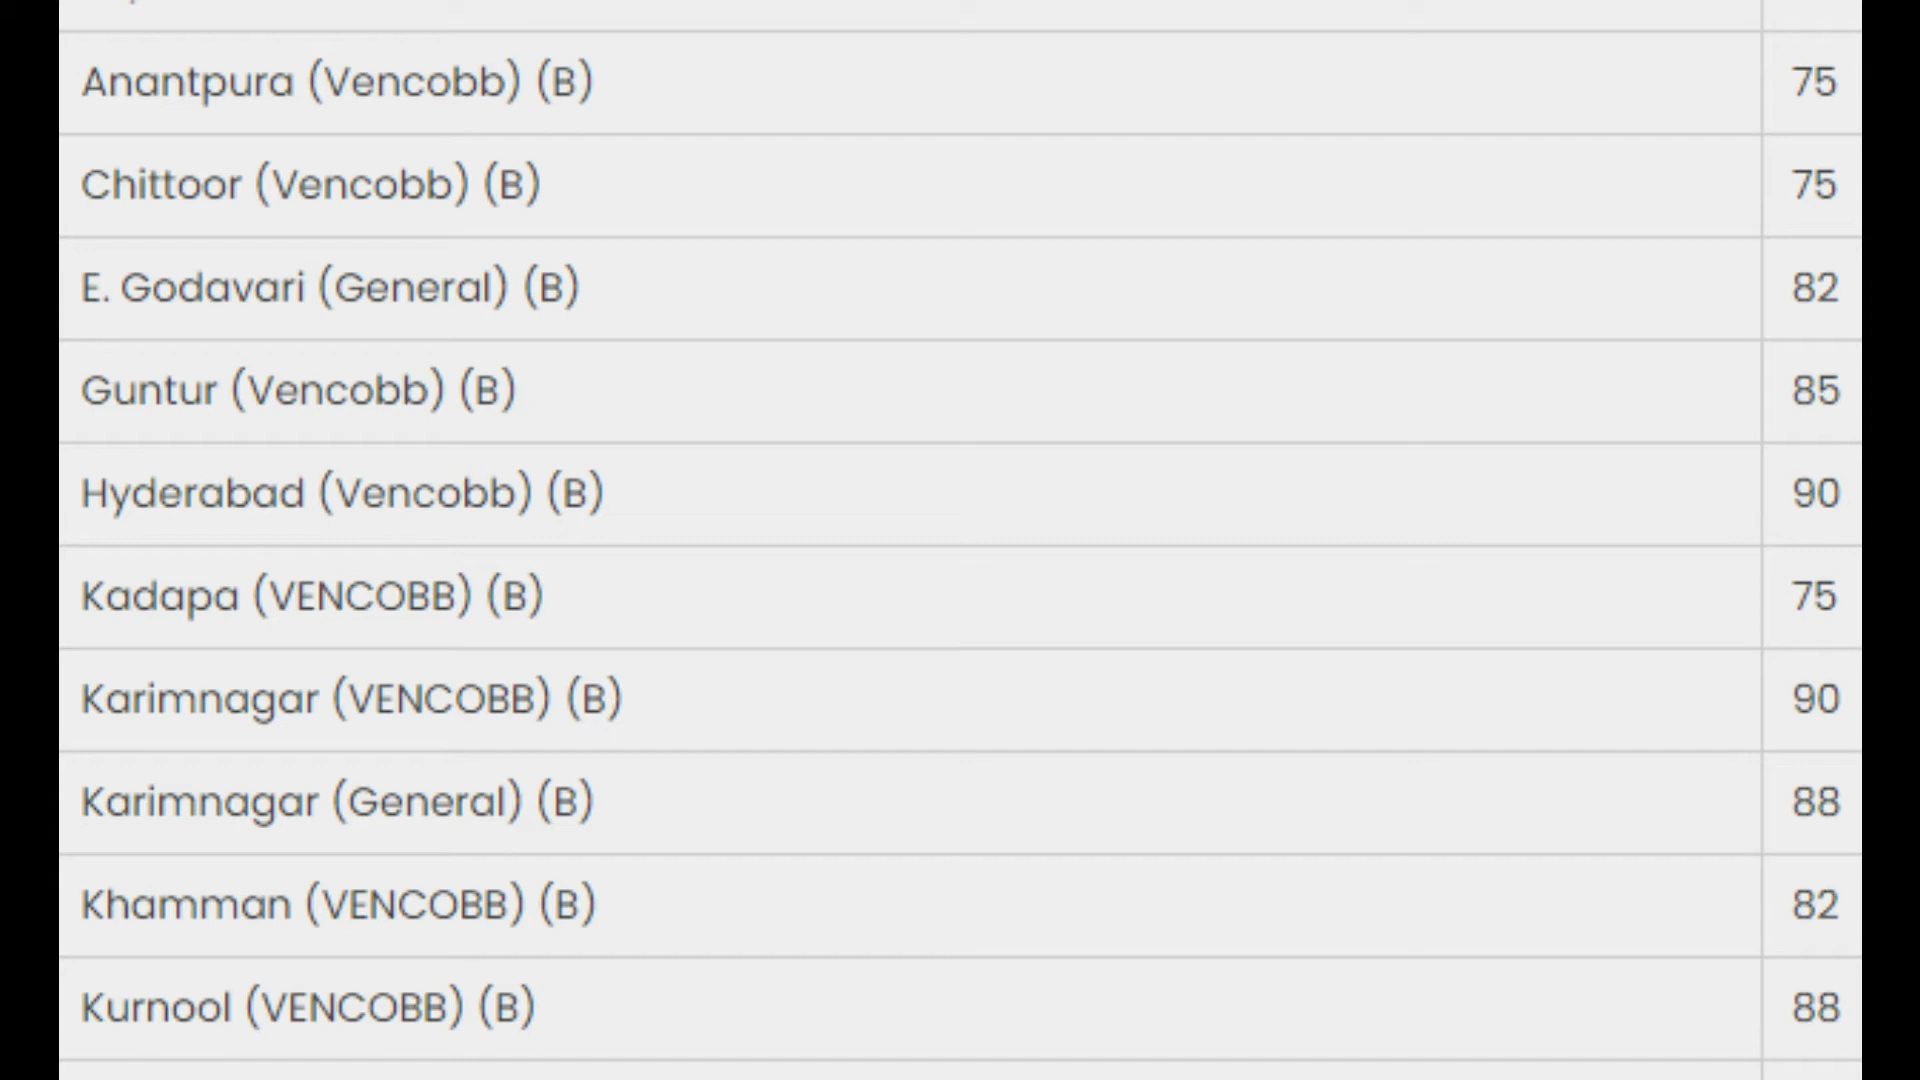 Anantpura (Vencobb) (B) 75
Chittoor (Vencobb) (B) 75
E. Godavari (General) (B) 82
Guntur (Vencobb) (B) 85
Hyderabad (Vencobb) (B) 90
Kadapa (VENCOBB) (B) 75
Karimnagar (VENCOBB) (B) 90
Karimnagar (General) (B) 88
Khamman (VENCOBB) (B) 82
Kurnool (VENCOBB) (B) 88